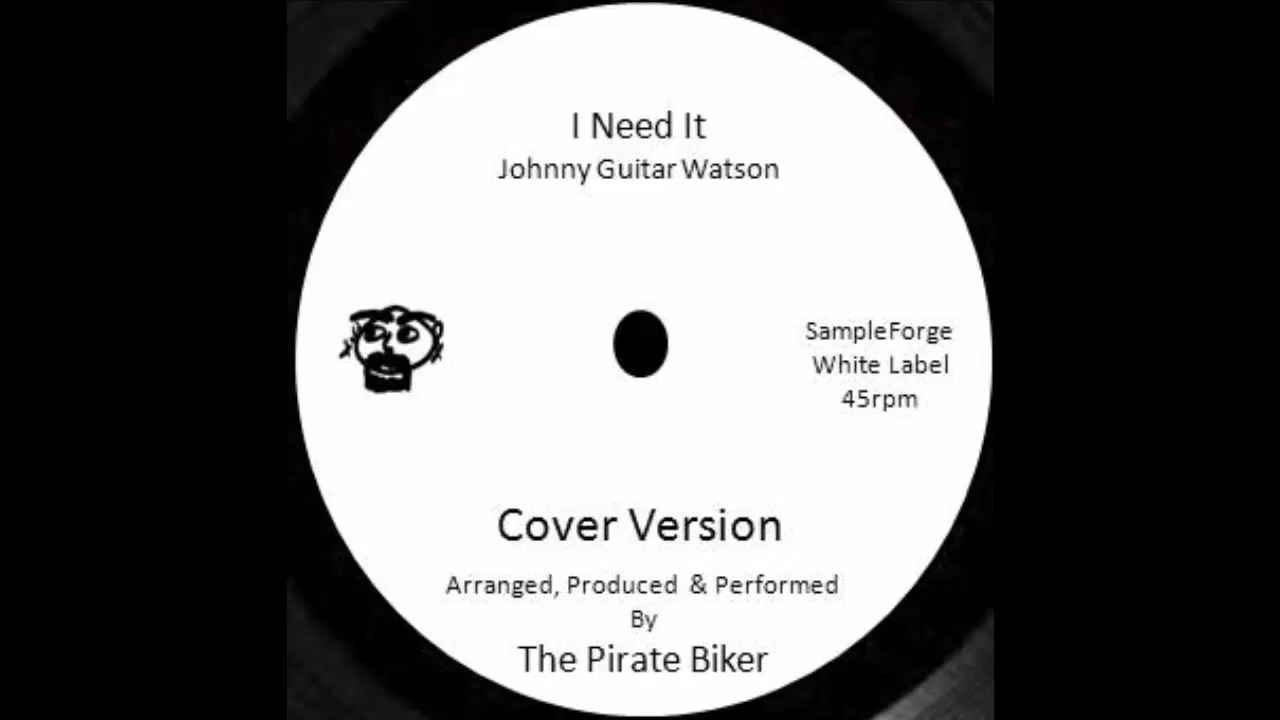 I Need It
Johnny Guitar Watson
SampleForge
White Label
45rpm
Cover Version
Arranged, Produced & Performed
By
The Pirate Biker